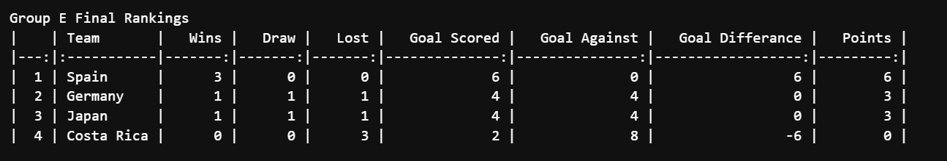 Group E Final Rankings
|    | Team       |   Wins |   Draw |   Lost |   Goal Scored |   Goal Against |   Goal Differance |   Points |
|---:|:-----------|-------:|-------:|-------:|--------------:|---------------:|------------------:|---------:|
|  1 | Spain      |      3 |      0 |      0 |             6 |              0 |                 6 |        6 |
|  2 | Germany    |      1 |      1 |      1 |             4 |              4 |                 0 |        3 |
|  3 | Japan      |      1 |      1 |      1 |             4 |              4 |                 0 |        3 |
|  4 | Costa Rica |      0 |      0 |      3 |             2 |              8 |                -6 |        0 |